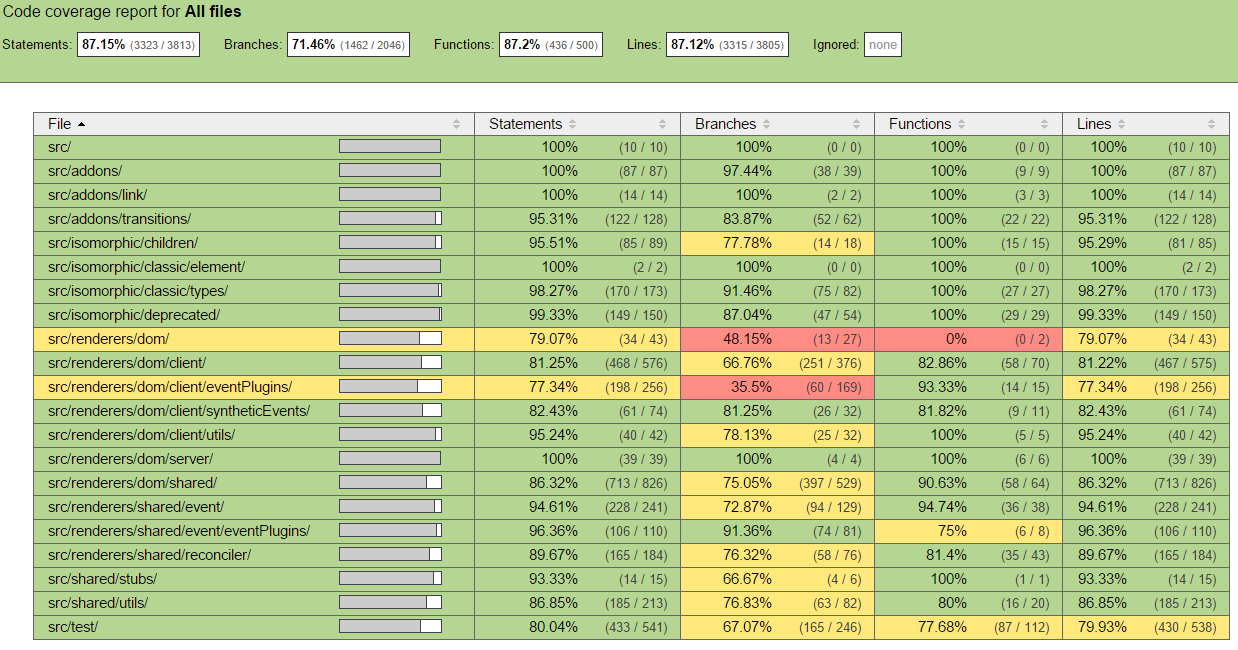 Code coverage report for All files
Statements: 87.15% (3323 / 3813) Branches: 71.46% (1462 / 2046) Functions: 87.2% (436 / 500) Lines: 87.12% (3315 / 3805) Ignored: none
File Statements Branches Functions Lines
src/ 100% (10 / 10) 100% (0 / 0) 100% (0 / 0) 100% (10 / 10)
src/addons/ 100% (87 / 87) 97.44% (38 / 39) 100% (9 / 9) 100% (87 / 87)
src/addons/link/ 100% (14 / 14) 100% (2 / 2) 100% (3 / 3) 100% (14 / 14)
src/addons/transitions/ 95.31% (122 / 128) 83.87% (52 / 62) 100% (22 / 22) 95.31% (122 / 128)
src/isomorphic/children/ 95.51% (85 / 89) 77.78% (14 / 18) 100% (15 / 15) 95.29% (81 / 85)
src/isomorphic/classic/element/ 100% (2 / 2) 100% (0 / 0) 100% (0 / 0) 100% (2 / 2)
src/isomorphic/classic/types/ 98.27% (170 / 173) 91.46% (75 / 82) 100% (27 / 27) 98.27% (170 / 173)
src/isomorphic/deprecated/ 99.33% (149 / 150) 87.04% (47 / 54) 100% (29 / 29) 99.33% (149 / 150)
src/renderers/dom/ 79.07% (34 / 43) 48.15% (13 / 27) 0% (0 / 2) 79.07% (34 / 43)
src/renderers/dom/client/ 81.25% (468 / 576) 66.76% (251 / 376) 82.86% (58 / 70) 81.22% (467 / 575)
src/renderers/dom/client/eventPlugins/ 77.34% (198 / 256) 35.5% (60 / 169) 93.33% (14 / 15) 77.34% (198 / 256)
src/renderers/dom/client/syntheticEvents/ 82.43% (61 / 74) 81.25% (26 / 32) 81.82% (9 / 11) 82.43% (61 / 74)
src/renderers/dom/client/utils/ 95.24% (40 / 42) 78.13% (25 / 32) 100% (5 / 5) 95.24% (40 / 42)
src/renderers/dom/server/ 100% (39 / 39) 100% (4 / 4) 100% (6 / 6) 100% (39 / 39)
src/renderers/dom/shared/ 86.32% (713 / 826) 75.05% (397 / 529) 90.63% (58 / 64) 86.32% (713 / 826)
src/renderers/shared/event/ 94.61% (228 / 241) 72.87% (94 / 129) 94.74% (36 / 38) 94.61% (228 / 241)
src/renderers/shared/event/eventPlugins/ 96.36% (106 / 110) 91.36% (74 / 81) 75% (6 / 8) 96.36% (106 / 110)
src/renderers/shared/reconciler/ 89.67% (165 / 184) 76.32% (58 / 76) 81.4% (35 / 43) 89.67% (165 / 184)
src/shared/stubs/ 93.33% (14 / 15) 66.67% (4 / 6) 100% (1 / 1) 93.33% (14 / 15)
src/shared/utils/ 86.85% (185 / 213) 76.83% (63 / 82) 80% (16 / 20) 86.85% (185 / 213)
src/test/ 80.04% (433 / 541) 67.07% (165 / 246) 77.68% (87 / 112) 79.93% (430 / 538)